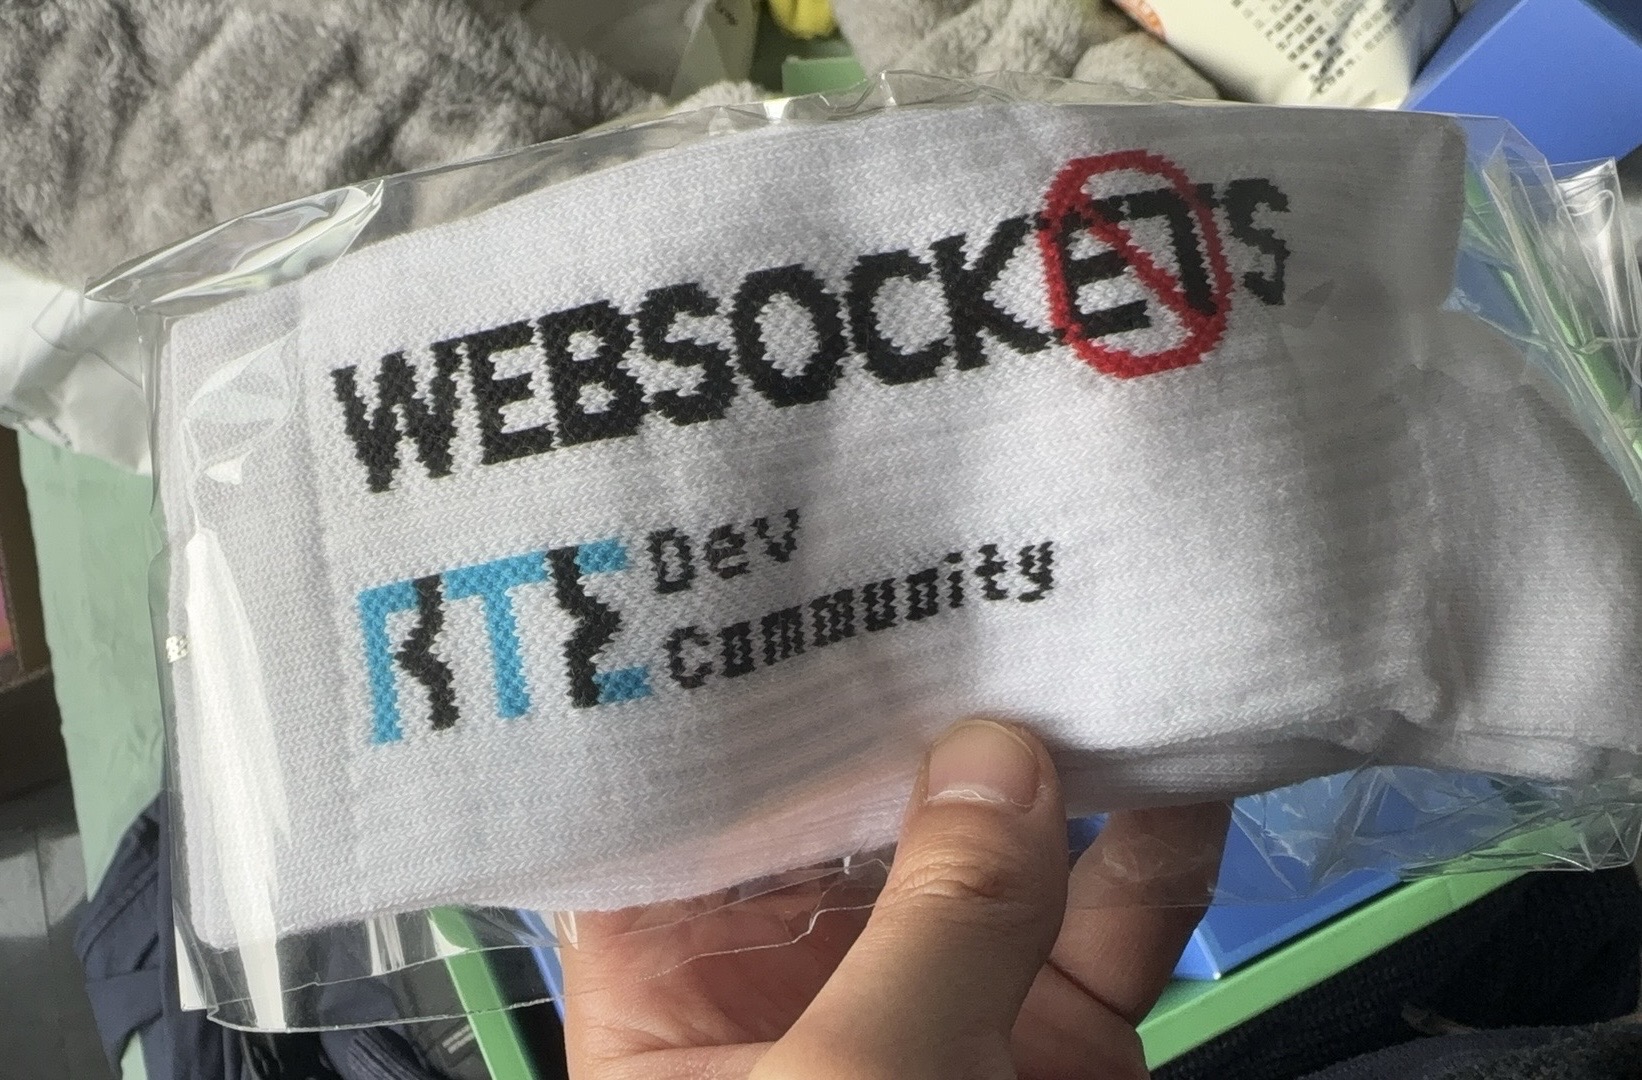 WEBSOCKETS
RTE Dev
Community